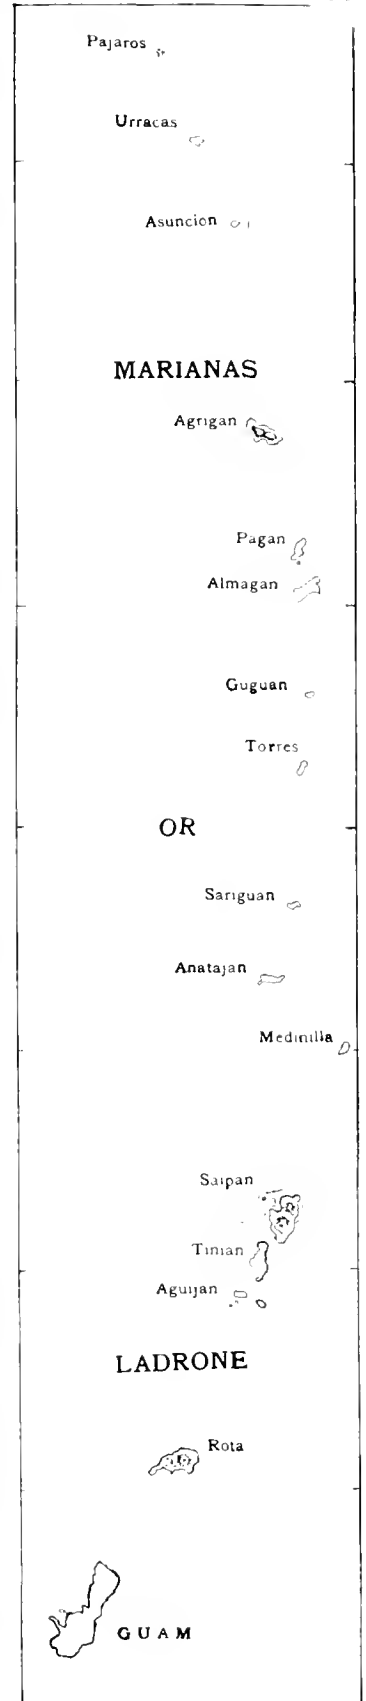 Pajaros
Urracas
Asuncion
MARIANAS
Agrigan
Pagan
Almagan
Guguan
Torres
OR
Sariguan
Anatajan
Medinilla
Saipan
Tinian
Aguijan
LADRONE
Rota
GUAM